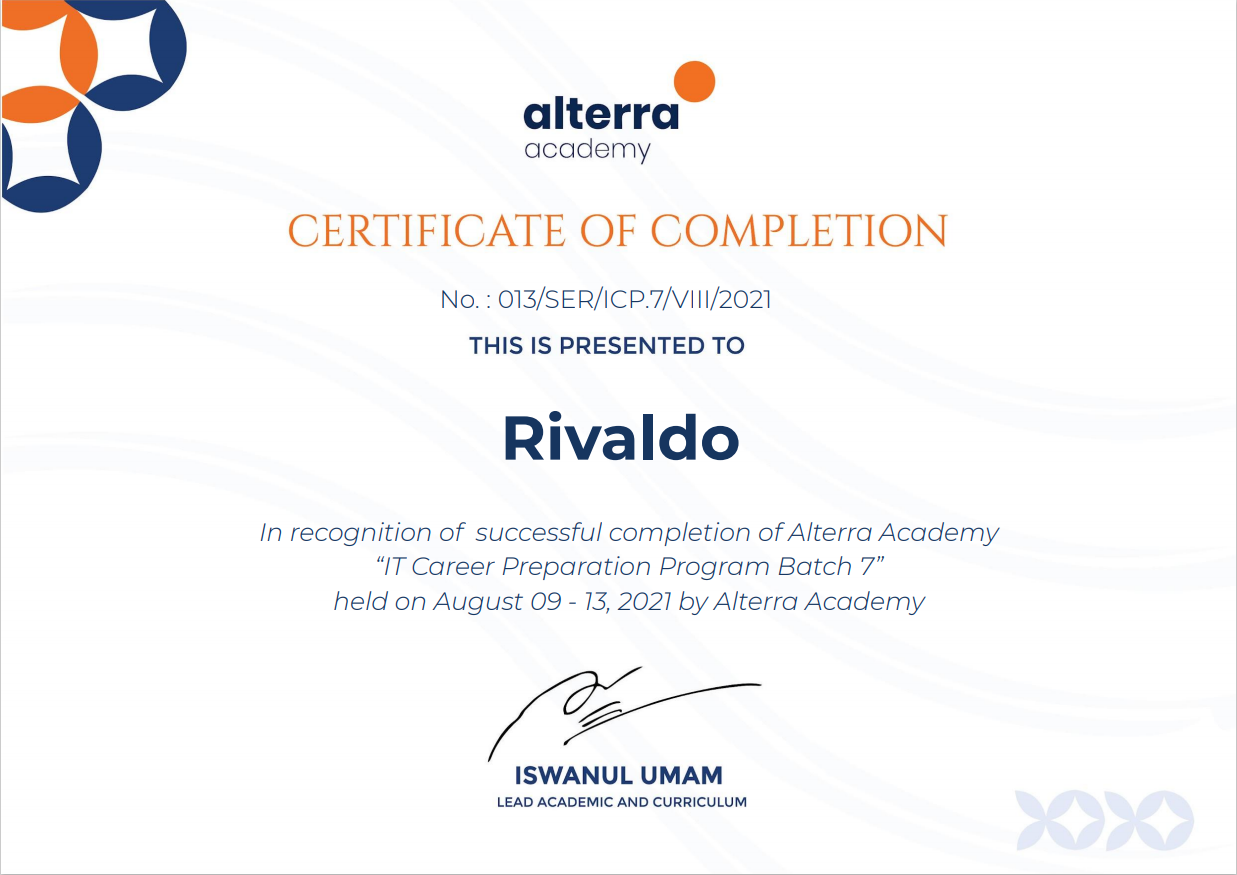 alterra
academy
CERTIFICATE OF COMPLETION
No. : 013/SER/ICP.7/VIII/2021
THIS IS PRESENTED TO
Rivaldo
In recognition of successful completion of Alterra Academy
“IT Career Preparation Program Batch 7”
held on August 09 - 13, 2021 by Alterra Academy
ISWANUL UMAM
LEAD ACADEMIC AND CURRICULUM